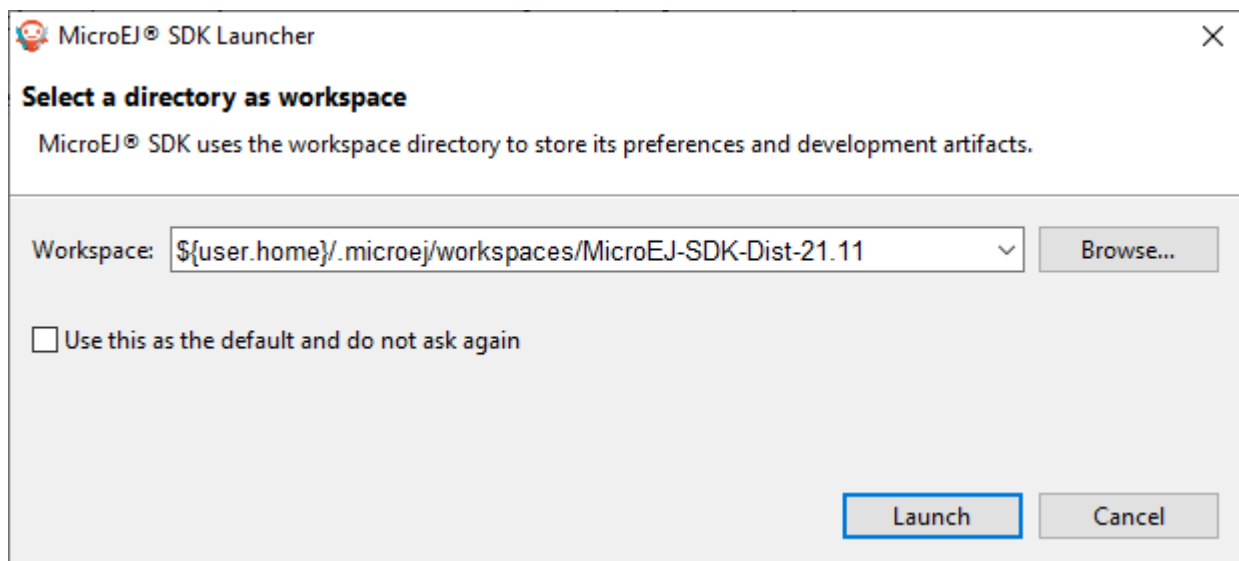 MicroEJ® SDK Launcher
Select a directory as workspace
MicroEJ® SDK uses the workspace directory to store its preferences and development artifacts.
Workspace: ${user.home}/.microej/workspaces/MicroEJ-SDK-Dist-21.11 Browse...
Use this as the default and do not ask again
Launch Cancel